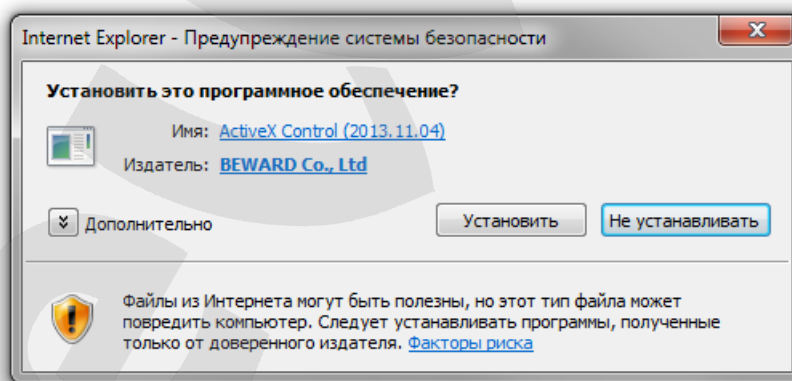 Internet Explorer - Предупреждение системы безопасности
Установить это программное обеспечение?
Имя: ActiveX Control (2013.11.04)
Издатель: BEWARD Co., Ltd
Дополнительно
Установить
Не устанавливать
Файлы из Интернета могут быть полезны, но этот тип файла может
повредить компьютер. Следует устанавливать программы, полученные
только от доверенного издателя. Факторы риска